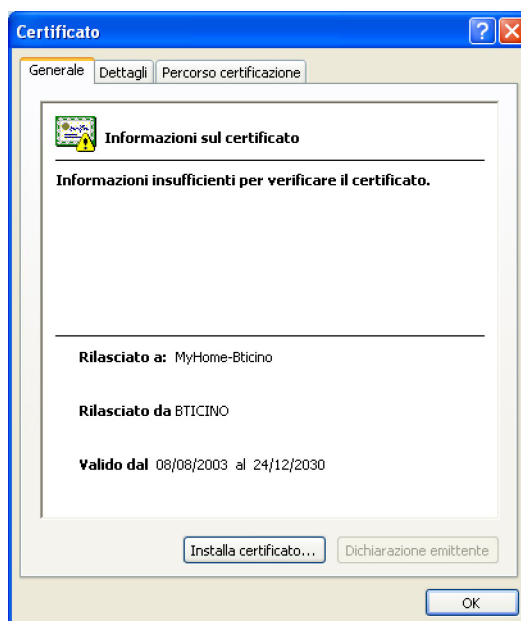 Certificato
Generale Dettagli Percorso certificazione
Informazioni sul certificato
Informazioni insufficienti per verificare il certificato.
Rilasciato a: MyHome-Bticino
Rilasciato da BTICINO
Valido dal 08/08/2003 al 24/12/2030
Installa certificato... Dichiarazione emittente
OK